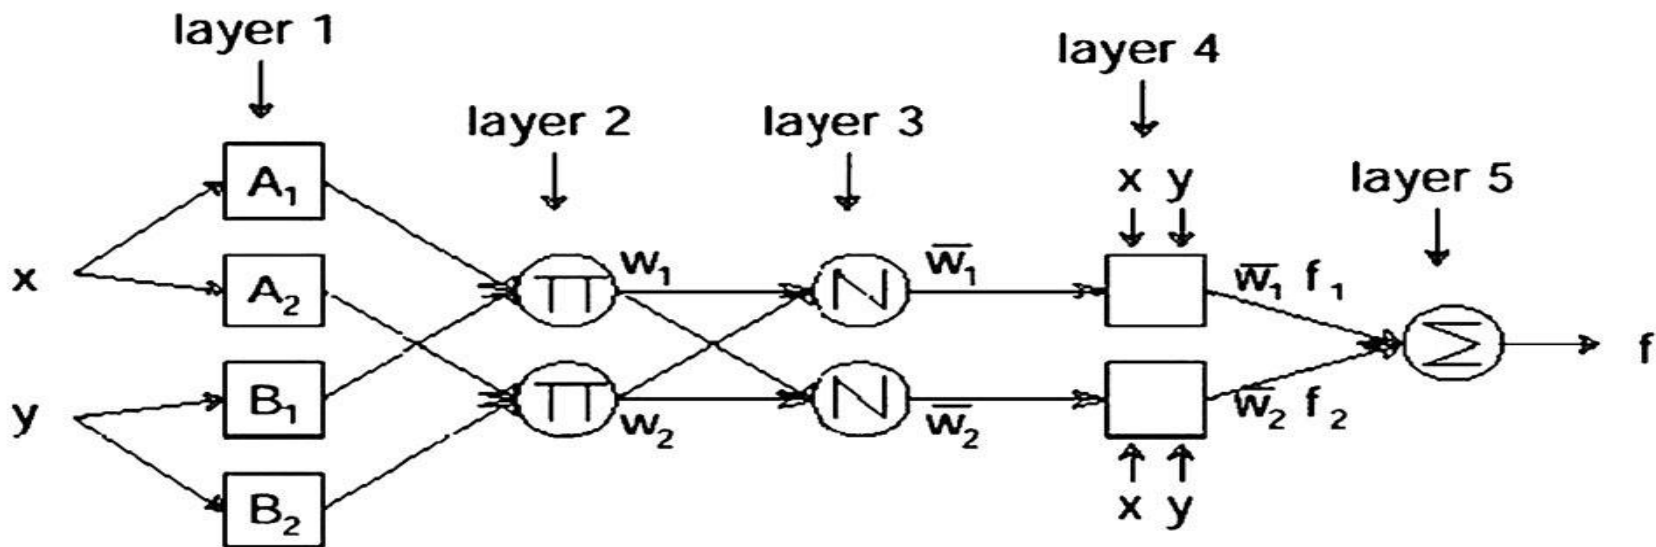 layer 1
layer 2
layer 3
layer 4
layer 5
x
y
A₁
A₂
B₁
B₂
Π
Π
w₁
w₂
N
N
w̅₁
w̅₂
x y
x y
w̅₁ f₁
w̅₂ f₂
Σ
f